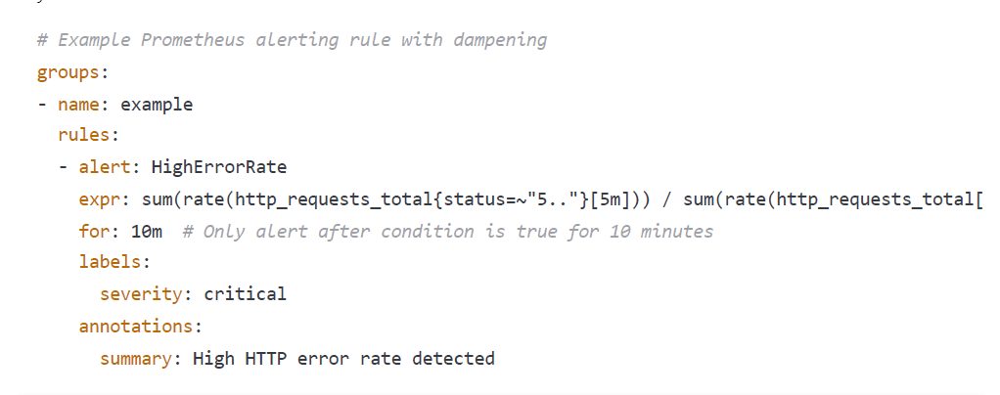 # Example Prometheus alerting rule with dampening
groups:
- name: example
  rules:
  - alert: HighErrorRate
    expr: sum(rate(http_requests_total{status=~"5.."}[5m])) / sum(rate(http_requests_total[
    for: 10m  # Only alert after condition is true for 10 minutes
    labels:
      severity: critical
    annotations:
      summary: High HTTP error rate detected